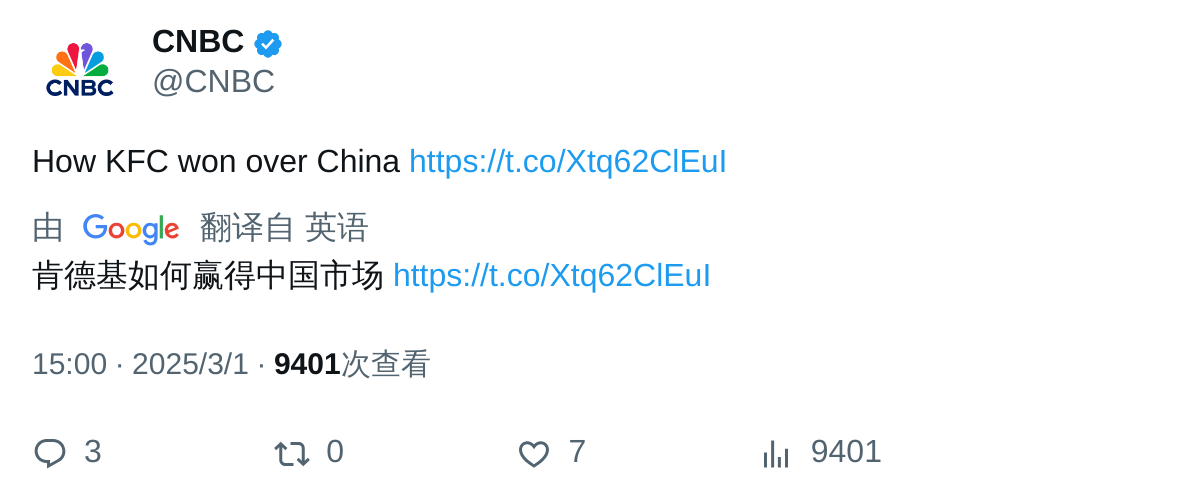 CNBC
CNBC
@CNBC
How KFC won over China https://t.co/Xtq62ClEuI
由 Google 翻译自 英语
肯德基如何赢得中国市场 https://t.co/Xtq62ClEuI
15:00 · 2025/3/1 · 9401次查看
3 0 7 9401